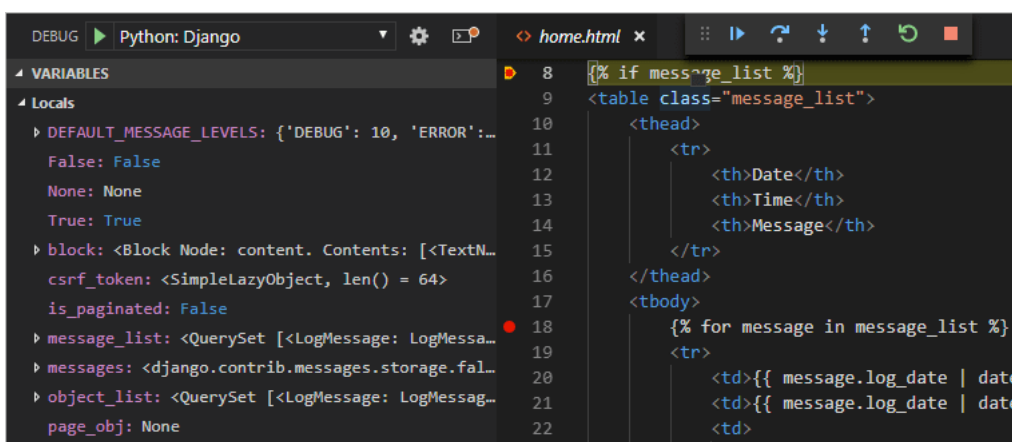 DEBUG Python: Django
VARIABLES
Locals
DEFAULT_MESSAGE_LEVELS: {'DEBUG': 10, 'ERROR':…
False: False
None: None
True: True
block: <Block Node: content. Contents: [<TextN…
csrf_token: <SimpleLazyObject, len() = 64>
is_paginated: False
message_list: <QuerySet [<LogMessage: LogMessa…
messages: <django.contrib.messages.storage.fal…
object_list: <QuerySet [<LogMessage: LogMessag…
page_obj: None
<> home.html ×
8 {% if message_list %}
9 <table class="message_list">
10 <thead>
11 <tr>
12 <th>Date</th>
13 <th>Time</th>
14 <th>Message</th>
15 </tr>
16 </thead>
17 <tbody>
18 {% for message in message_list %}
19 <tr>
20 <td>{{ message.log_date | date
21 <td>{{ message.log_date | date
22 <td>